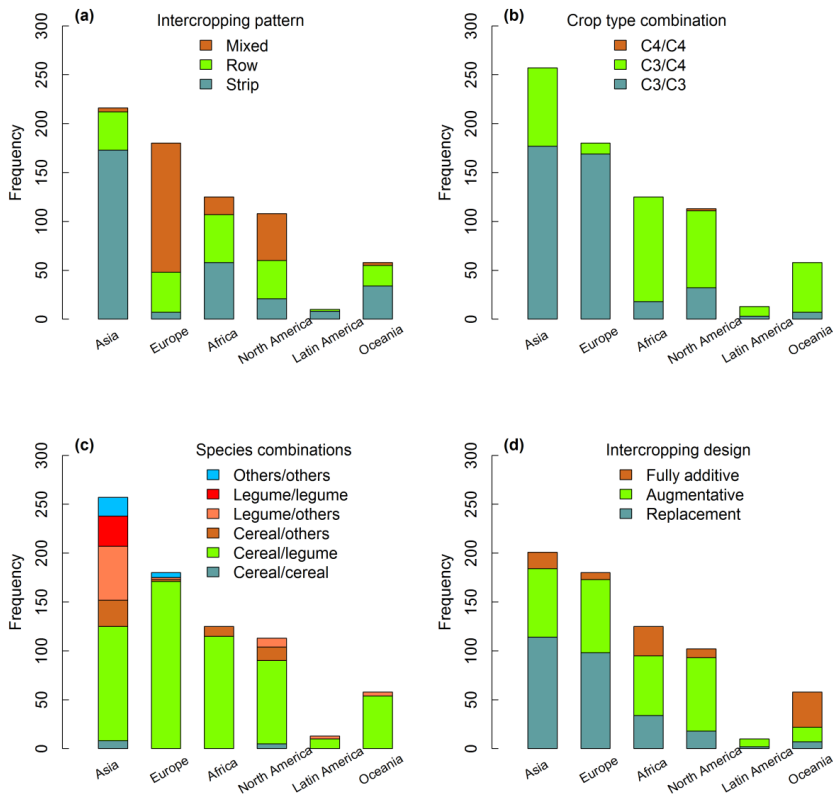 (a)
Intercropping pattern
Mixed
Row
Strip
Frequency
300
250
200
150
100
50
0
Asia
Europe
Africa
North America
Latin America
Oceania
(b)
Crop type combination
C4/C4
C3/C4
C3/C3
Frequency
300
250
200
150
100
50
0
Asia
Europe
Africa
North America
Latin America
Oceania
(c)
Species combinations
Others/others
Legume/legume
Legume/others
Cereal/others
Cereal/legume
Cereal/cereal
Frequency
300
250
200
150
100
50
0
Asia
Europe
Africa
North America
Latin America
Oceania
(d)
Intercropping design
Fully additive
Augmentative
Replacement
Frequency
300
250
200
150
100
50
0
Asia
Europe
Africa
North America
Latin America
Oceania